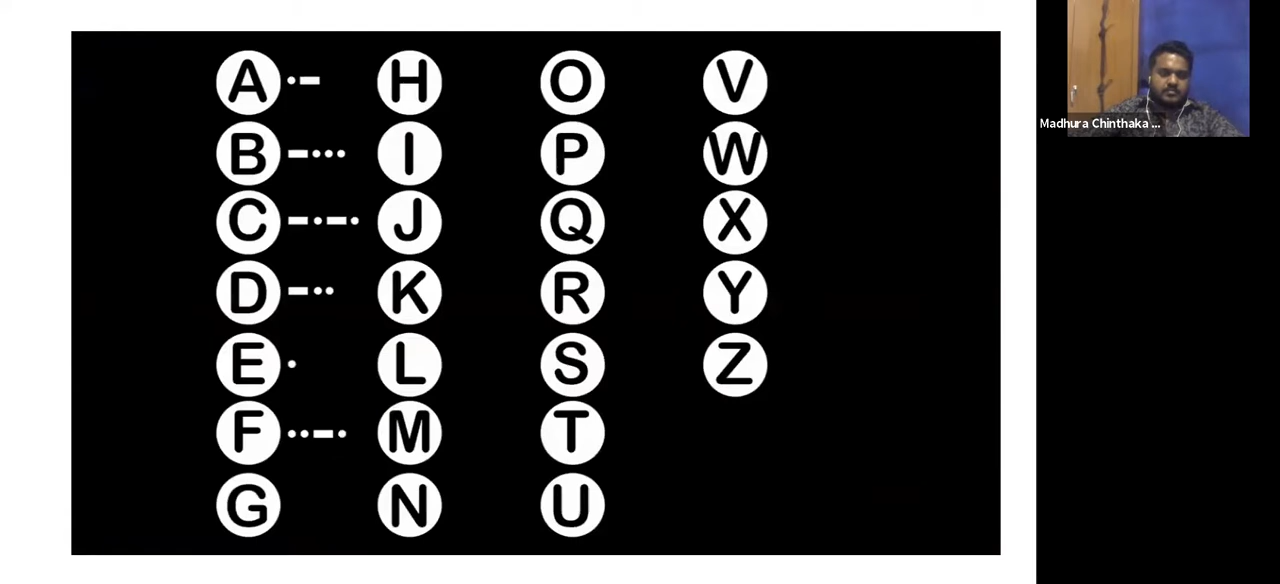 A ·– H O V
B –··· I P W
C –·–· J Q X
D –·· K R Y
E · L S Z
F ··–· M T
G N U
Madhura Chinthaka ...